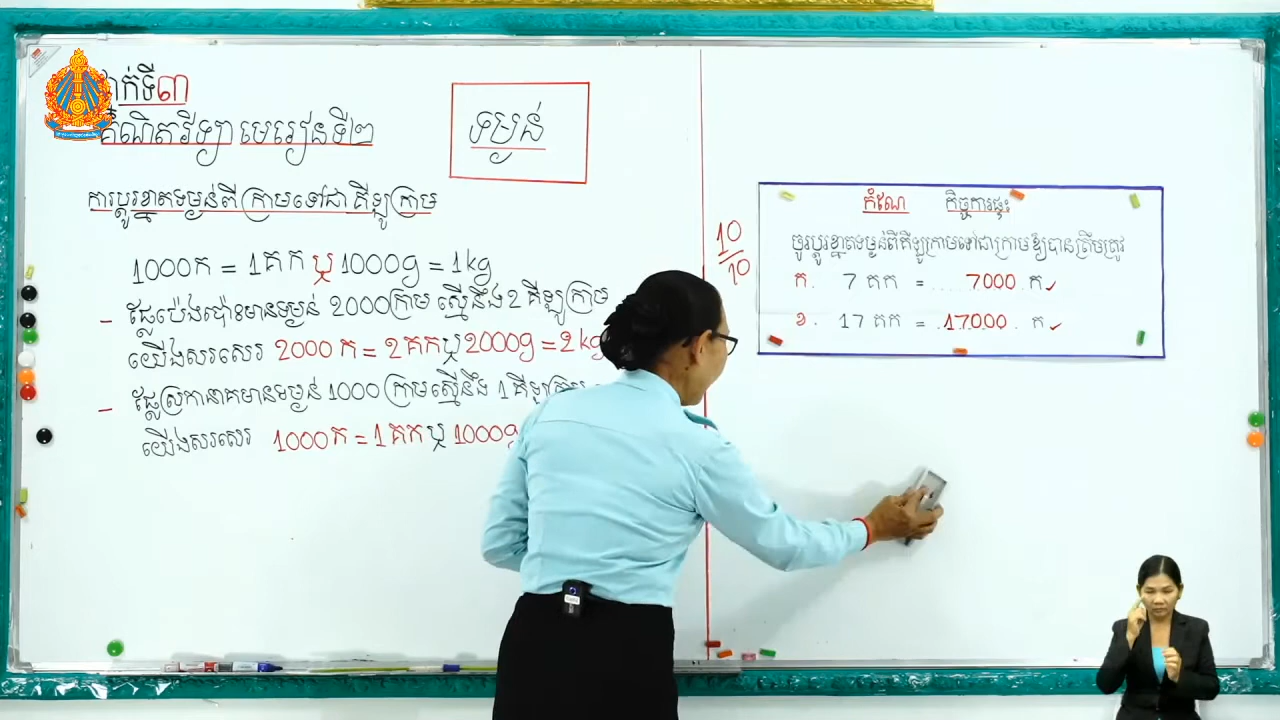 ថ្នាក់ទី៣
គណិតវិទ្យា មេរៀនទី២
ទម្ងន់
ការប្តូរខ្នាតទម្ងន់ពីក្រាមទៅជា គីឡូក្រាម
1000ក = 1គក ឬ 1000g = 1kg
- ផ្លែប៉េងប៉ោះមានទម្ងន់ 2000ក្រាម ស្មើនឹង 2 គីឡូក្រាម
យើងសរសេរ 2000 ក = 2គក ឬ 2000g = 2kg
- ផ្លែស្រកានាគមានទម្ងន់ 1000 ក្រាមស្មើនឹង 1 គីឡូក្រាម
យើងសរសេរ 1000ក = 1គក ឬ 1000g
10/10
កំណែ កិច្ចការផ្ទះ
ចូរប្តូរខ្នាតទម្ងន់ពីគីឡូក្រាមទៅជាក្រាមឱ្យបានត្រឹមត្រូវ
ក. 7 គក = ....7000.ក✓
ខ. 17 គក = .17000. ក✓